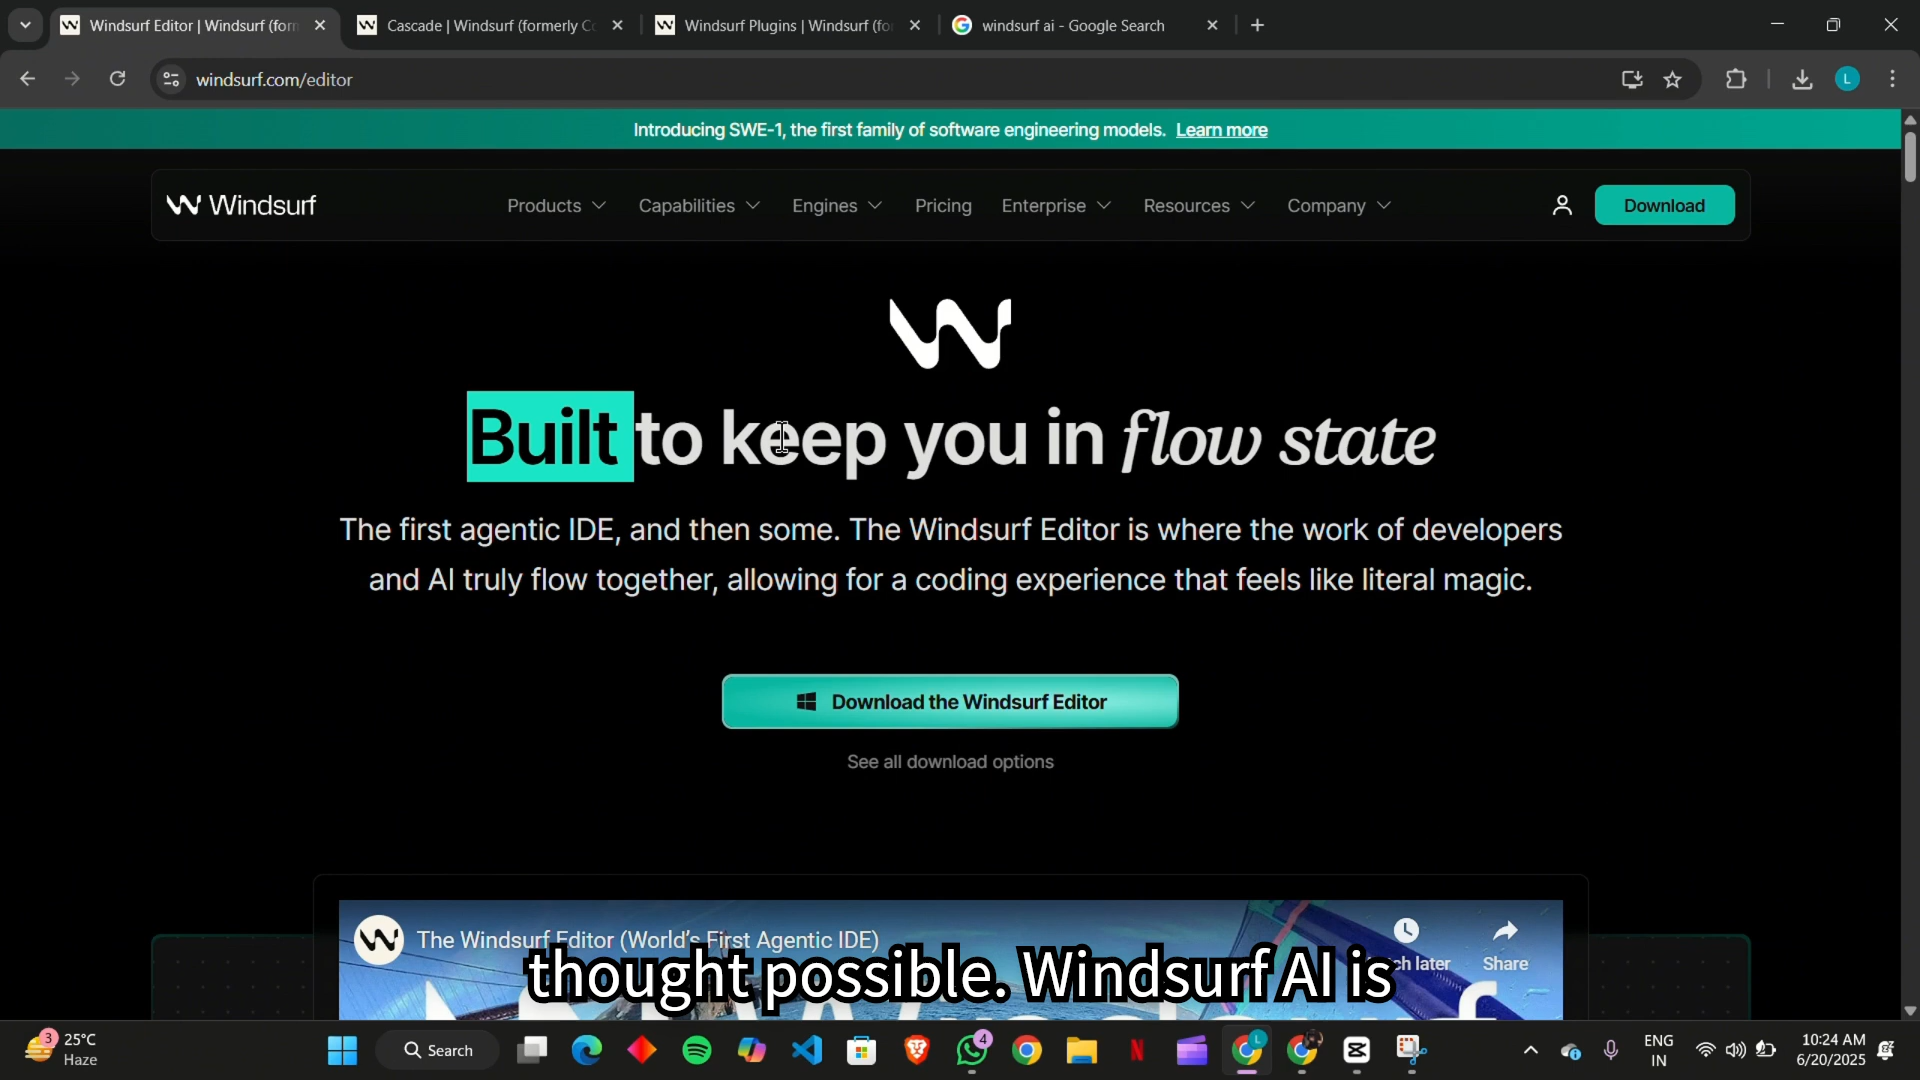 Windsurf Editor | Windsurf (forn
Cascade | Windsurf (formerly Co
Windsurf Plugins | Windsurf (fo
windsurf ai - Google Search
windsurf.com/editor
L
Introducing SWE-1, the first family of software engineering models. Learn more
Windsurf
Products
Capabilities
Engines
Pricing
Enterprise
Resources
Company
Download
Built to keep you in flow state
The first agentic IDE, and then some. The Windsurf Editor is where the work of developers
and AI truly flow together, allowing for a coding experience that feels like literal magic.
Download the Windsurf Editor
See all download options
The Windsurf Editor (World's First Agentic IDE)
Share
thought possible. Windsurf AI is
3
25°C
Haze
Search
4
L
ENG
IN
10:24 AM
6/20/2025